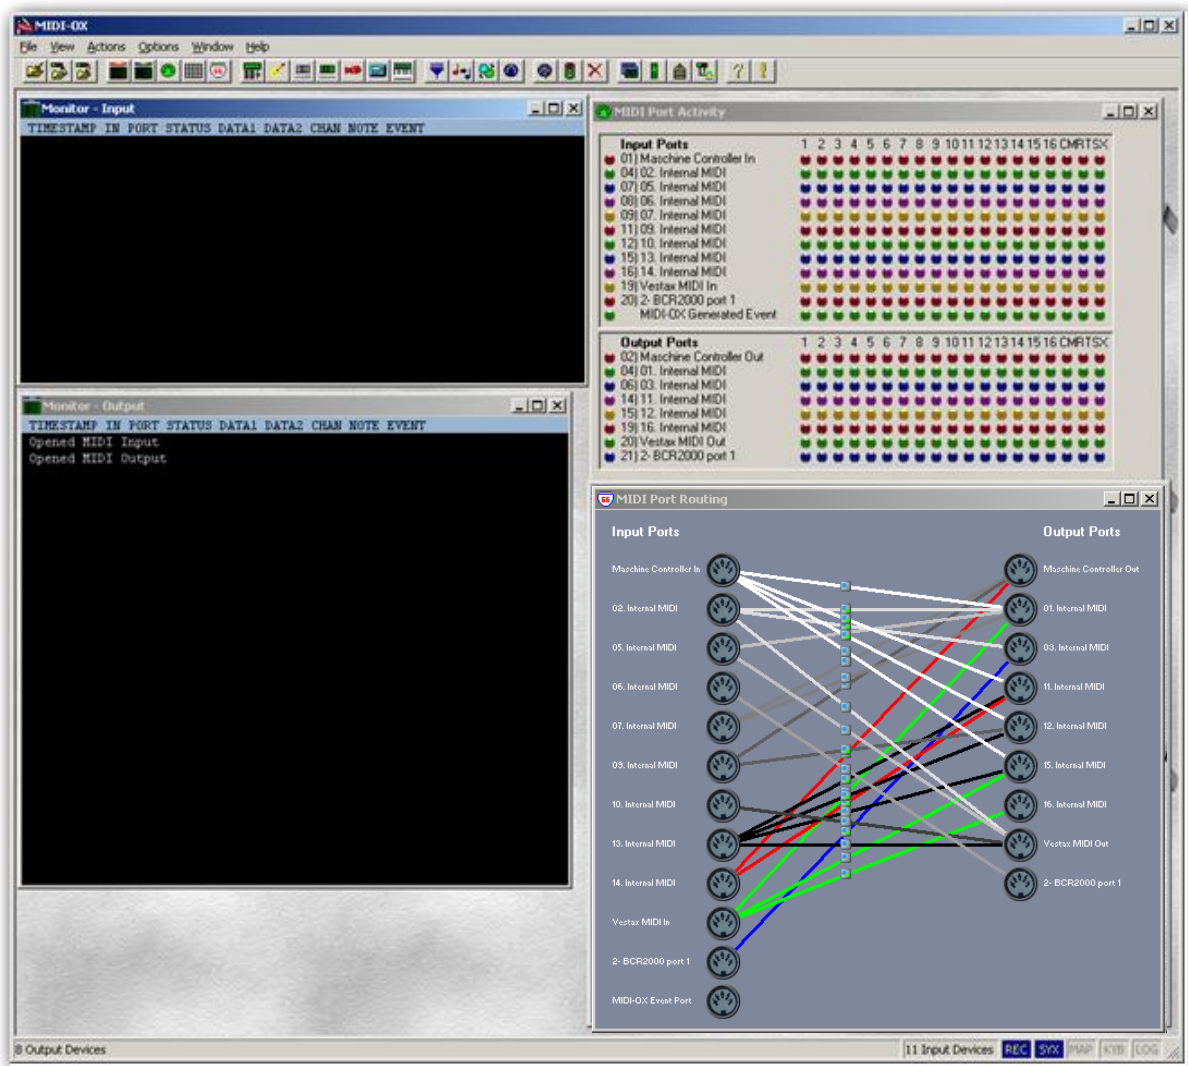 MIDI-OX
File View Actions Options Window Help
Monitor - Input
TIMESTAMP IN PORT STATUS DATA1 DATA2 CHAN NOTE EVENT
MIDI Port Activity
Input Ports 1 2 3 4 5 6 7 8 9 10 11 12 13 14 15 16 CMRTSX
01) Maschine Controller In
04) 02. Internal MIDI
07) 05. Internal MIDI
08) 06. Internal MIDI
09) 07. Internal MIDI
11) 09. Internal MIDI
12) 10. Internal MIDI
15) 13. Internal MIDI
16) 14. Internal MIDI
19) Vestax MIDI In
20) 2- BCR2000 port 1
MIDI-OX Generated Event
Output Ports 1 2 3 4 5 6 7 8 9 10 11 12 13 14 15 16 CMRTSX
02) Maschine Controller Out
04) 01. Internal MIDI
06) 03. Internal MIDI
14) 11. Internal MIDI
15) 12. Internal MIDI
19) 16. Internal MIDI
20) Vestax MIDI Out
21) 2- BCR2000 port 1
Monitor - Output
TIMESTAMP IN PORT STATUS DATA1 DATA2 CHAN NOTE EVENT
Opened MIDI Input
Opened MIDI Output
66 MIDI Port Routing
Input Ports Output Ports
Maschine Controller In Maschine Controller Out
02. Internal MIDI 01. Internal MIDI
05. Internal MIDI 03. Internal MIDI
06. Internal MIDI 11. Internal MIDI
07. Internal MIDI 12. Internal MIDI
09. Internal MIDI 15. Internal MIDI
10. Internal MIDI 16. Internal MIDI
13. Internal MIDI Vestax MIDI Out
14. Internal MIDI 2- BCR2000 port 1
Vestax MIDI In
2- BCR2000 port 1
MIDI-OX Event Port
8 Output Devices 11 Input Devices REC SYX MAP KYB LOG